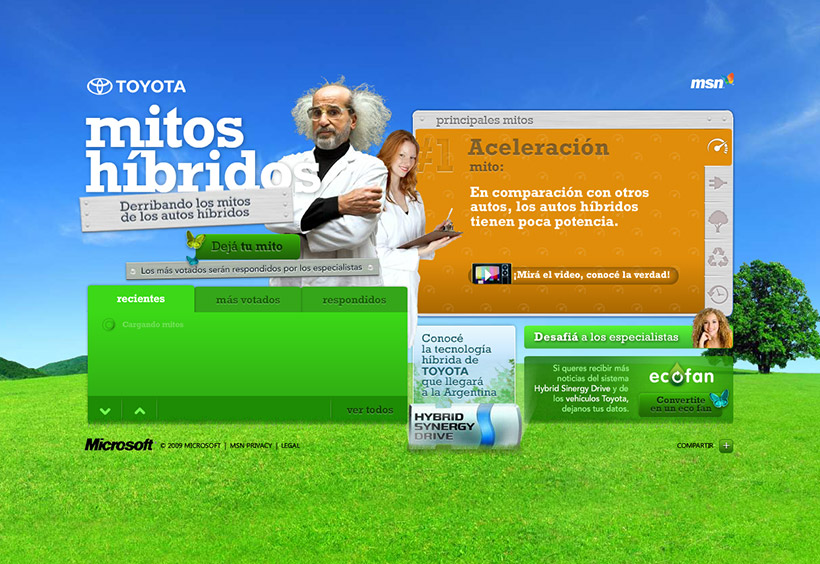 TOYOTA
msn
mitos
híbridos
Derribando los mitos
de los autos híbridos
Dejá tu mito
Los más votados serán respondidos por los especialistas
recientes
más votados
respondidos
Cargando mitos
ver todos
principales mitos
#1 Aceleración
mito:
En comparación con otros
autos, los autos híbridos
tienen poca potencia.
¡Mirá el video, conocé la verdad!
Conocé
la tecnología
híbrida de
TOYOTA
que llegará
a la Argentina
HYBRID
SYNERGY
DRIVE
Desafiá a los especialistas
Si queres recibir más
noticias del sistema
Hybrid Sinergy Drive y de
los vehículos Toyota,
dejanos tus datos.
ecofan
Convertite
en un eco fan
Microsoft © 2009 MICROSOFT | MSN PRIVACY | LEGAL
COMPARTIR +